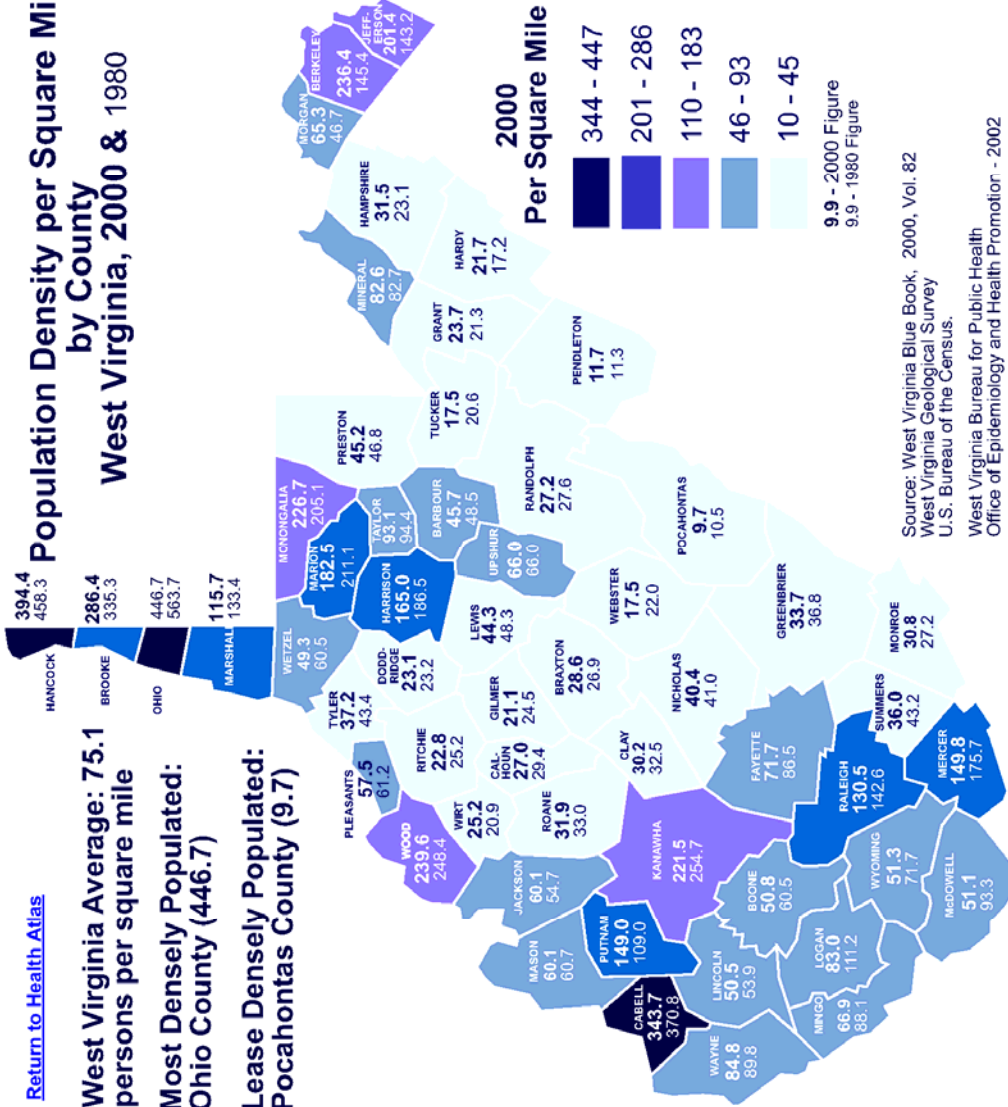 Return to Health Atlas
Population Density per Square Mi
by County
West Virginia, 2000 & 1980
West Virginia Average: 75.1
persons per square mile
Most Densely Populated:
Ohio County (446.7)
Lease Densely Populated:
Pocahontas County (9.7)
HANCOCK
394.4
458.3
BROOKE
286.4
335.3
OHIO
446.7
563.7
MARSHALL
115.7
133.4
WETZEL
49.3
60.5
MCNONGALIA
226.7
205.1
MARION
182.5
211.1
PRESTON
45.2
46.8
TAYLOR
93.1
94.4
HARRISON
165.0
186.5
BARBOUR
45.7
48.5
TUCKER
17.5
20.6
MINERAL
82.6
82.7
GRANT
23.7
21.3
HAMPSHIRE
31.5
23.1
HARDY
21.7
17.2
MORGAN
65.3
46.7
BERKELEY
236.4
145.4
JEFF-
ERSON
201.4
143.2
PENDLETON
11.7
11.3
TYLER
37.2
43.4
DODD-
RIDGE
23.1
23.2
PLEASANTS
57.5
61.2
RITCHIE
22.8
25.2
WOOD
239.6
248.4
WIRT
25.2
20.9
CAL-
HOUN
27.0
29.4
GILMER
21.1
24.5
LEWIS
44.3
48.3
UPSHUR
66.0
66.0
RANDOLPH
27.2
27.6
JACKSON
60.1
54.7
ROANE
31.9
33.0
BRAXTON
28.6
26.9
WEBSTER
17.5
22.0
POCAHONTAS
9.7
10.5
MASON
60.1
60.7
PUTNAM
149.0
109.0
KANAWHA
221.5
254.7
CLAY
30.2
32.5
NICHOLAS
40.4
41.0
GREENBRIER
33.7
36.8
CABELL
343.7
370.8
LINCOLN
50.5
53.9
BOONE
50.8
60.5
FAYETTE
71.7
86.5
WAYNE
84.8
89.8
MINGO
66.9
88.1
LOGAN
83.0
111.2
RALEIGH
130.5
142.6
SUMMERS
36.0
43.2
MONROE
30.8
27.2
WYOMING
51.3
71.7
McDOWELL
51.1
93.3
MERCER
149.8
175.7
2000
Per Square Mile
344 - 447
201 - 286
110 - 183
46 - 93
10 - 45
9.9 - 2000 Figure
9.9 - 1980 Figure
Source: West Virginia Blue Book, 2000, Vol. 82
West Virginia Geological Survey
U.S. Bureau of the Census.
West Virginia Bureau for Public Health
Office of Epidemiology and Health Promotion - 2002